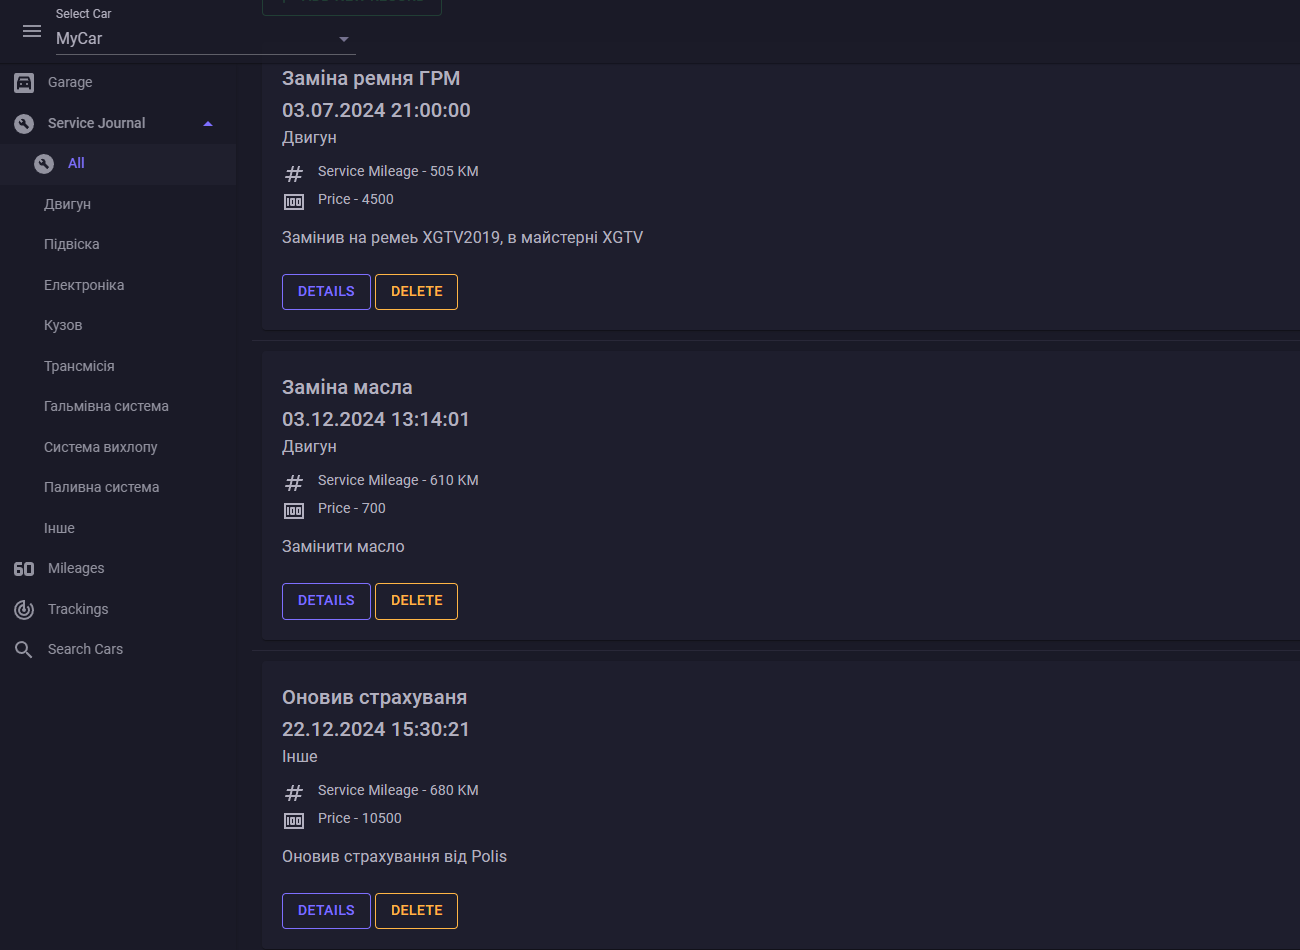 Select Car
MyCar
Garage
Service Journal
All
Двигун
Підвіска
Електроніка
Кузов
Трансмісія
Гальмівна система
Система вихлопу
Паливна система
Інше
Mileages
Trackings
Search Cars
Заміна ремня ГРМ
03.07.2024 21:00:00
Двигун
Service Mileage - 505 KM
Price - 4500
Замінив на ремеь XGTV2019, в майстерні XGTV
DETAILS DELETE
Заміна масла
03.12.2024 13:14:01
Двигун
Service Mileage - 610 KM
Price - 700
Замінити масло
DETAILS DELETE
Оновив страхуваня
22.12.2024 15:30:21
Інше
Service Mileage - 680 KM
Price - 10500
Оновив страхування від Polis
DETAILS DELETE